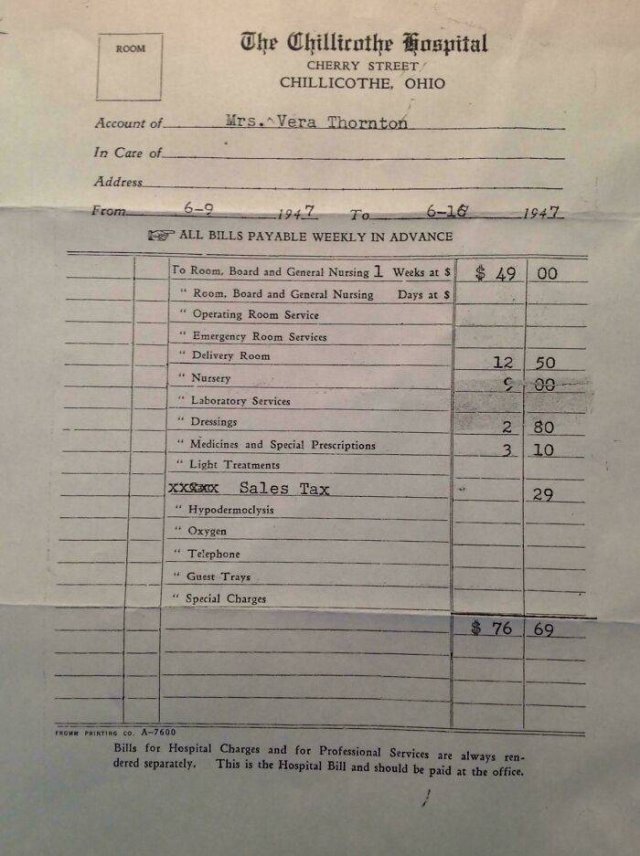 ROOM
The Chillicothe Hospital
CHERRY STREET
CHILLICOTHE, OHIO
Account of Mrs. Vera Thornton
In Care of
Address
From 6-9 1947 To 6-16 1947
ALL BILLS PAYABLE WEEKLY IN ADVANCE
To Room, Board and General Nursing 1 Weeks at $ $ 49 00
" Room, Board and General Nursing Days at $
" Operating Room Service
" Emergency Room Services
" Delivery Room 12 50
" Nursery 9 00
" Laboratory Services
" Dressings 2 80
" Medicines and Special Prescriptions 3 10
" Light Treatments
Sales Tax 29
" Hypodermoclysis
" Oxygen
" Telephone
" Guest Trays
" Special Charges
$ 76 69
FROMM PRINTING CO. A-7600
Bills for Hospital Charges and for Professional Services are always ren-
dered separately. This is the Hospital Bill and should be paid at the office.